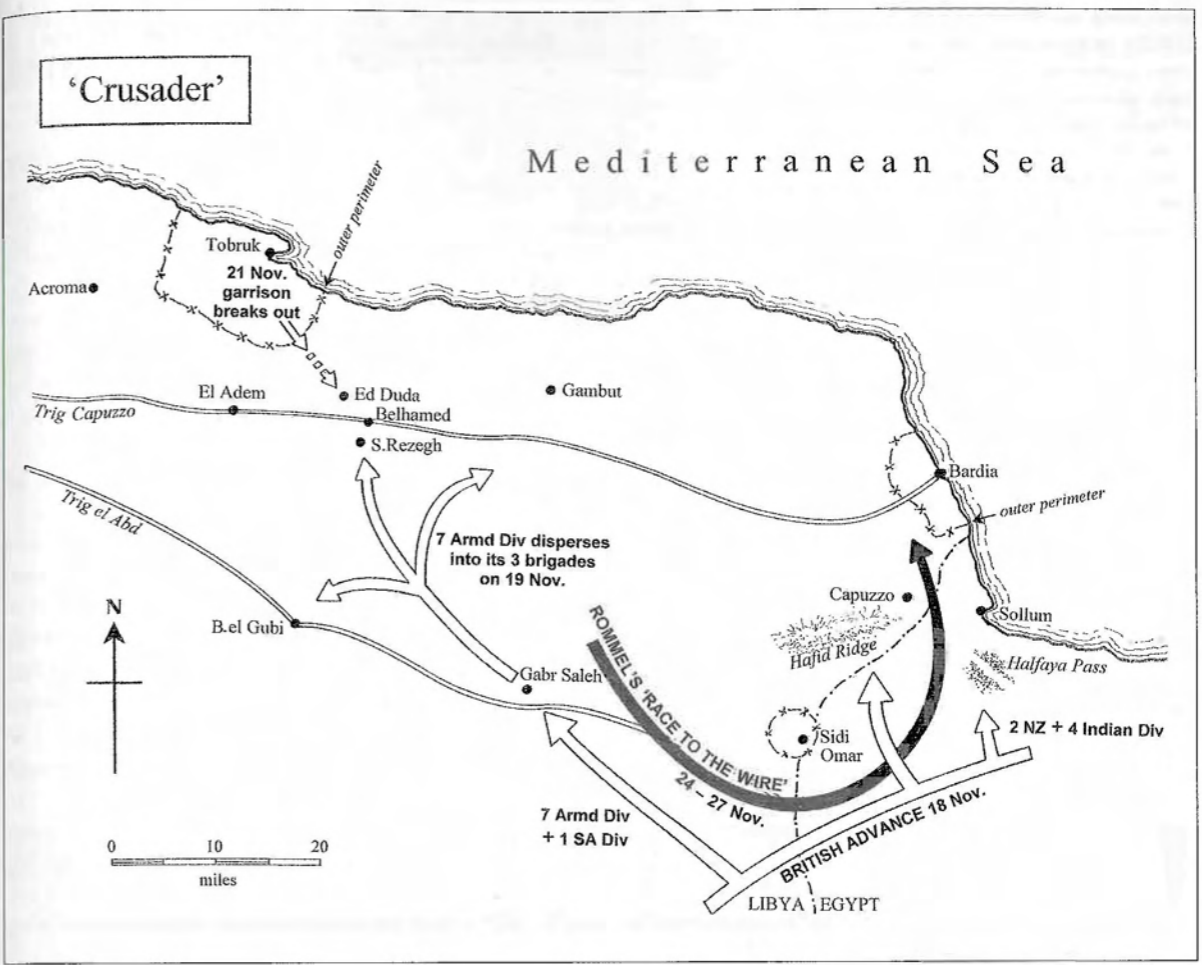 ‘Crusader’
Mediterranean Sea
outer perimeter
Tobruk
21 Nov.
garrison
breaks out
Acroma
El Adem
Ed Duda
Belhamed
S.Rezegh
Gambut
Trig Capuzzo
Trig el Abd
Bardia
outer perimeter
7 Armd Div disperses
into its 3 brigades
on 19 Nov.
N
B.el Gubi
Gabr Saleh
Capuzzo
Sollum
Hafid Ridge
Halfaya Pass
ROMMEL'S 'RACE TO THE WIRE'
24 – 27 Nov.
Sidi
Omar
2 NZ + 4 Indian Div
7 Armd Div
+ 1 SA Div
BRITISH ADVANCE 18 Nov.
LIBYA
EGYPT
0 10 20
miles